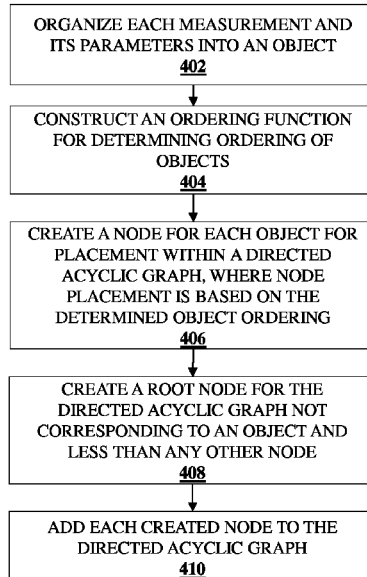 ORGANIZE EACH MEASUREMENT AND
ITS PARAMETERS INTO AN OBJECT
402
CONSTRUCT AN ORDERING FUNCTION
FOR DETERMINING ORDERING OF
OBJECTS
404
CREATE A NODE FOR EACH OBJECT FOR
PLACEMENT WITHIN A DIRECTED
ACYCLIC GRAPH, WHERE NODE
PLACEMENT IS BASED ON THE
DETERMINED OBJECT ORDERING
406
CREATE A ROOT NODE FOR THE
DIRECTED ACYCLIC GRAPH NOT
CORRESPONDING TO AN OBJECT AND
LESS THAN ANY OTHER NODE
408
ADD EACH CREATED NODE TO THE
DIRECTED ACYCLIC GRAPH
410